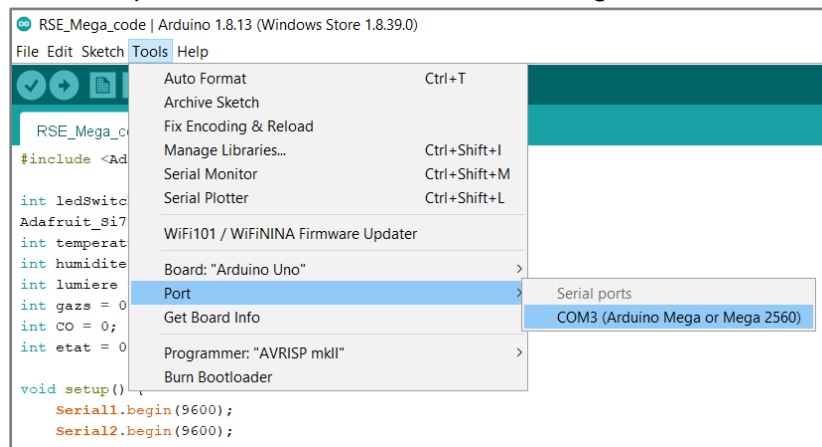 RSE_Mega_code | Arduino 1.8.13 (Windows Store 1.8.39.0)
File Edit Sketch Tools Help
Auto Format Ctrl+T
Archive Sketch
RSE_Mega_c
Fix Encoding & Reload
#include <Ad
Manage Libraries... Ctrl+Shift+I
Serial Monitor Ctrl+Shift+M
int ledSwitc
Serial Plotter Ctrl+Shift+L
Adafruit_Si7
WiFi101 / WiFiNINA Firmware Updater
int temperat
int humidite
Board: "Arduino Uno" >
int lumiere
Port > Serial ports
int gazs = 0
Get Board Info COM3 (Arduino Mega or Mega 2560)
int CO = 0;
int etat = 0
Programmer: "AVRISP mkII" >
Burn Bootloader
void setup() {
Serial1.begin(9600);
Serial2.begin(9600);